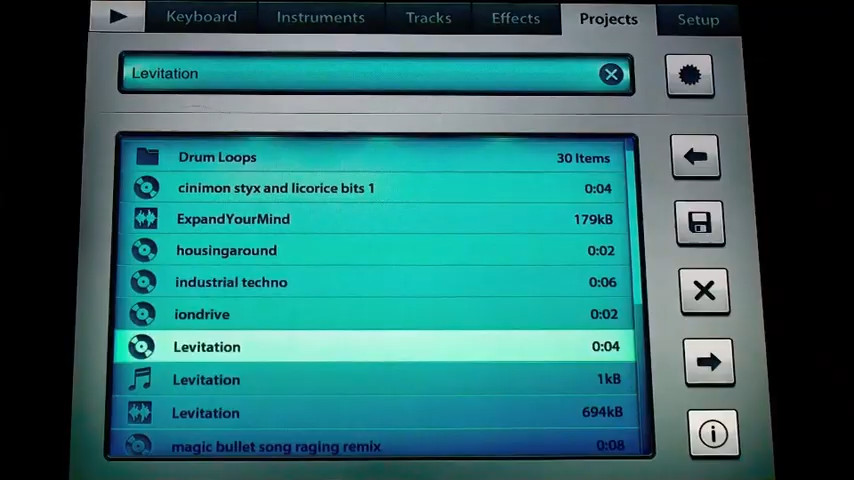 Keyboard Instruments Tracks Effects Projects Setup
Levitation
Drum Loops 30 Items
cinimon styx and licorice bits 1 0:04
ExpandYourMind 179kB
housingaround 0:02
industrial techno 0:06
iondrive 0:02
Levitation 0:04
Levitation 1kB
Levitation 694kB
magic bullet song raging remix 0:08